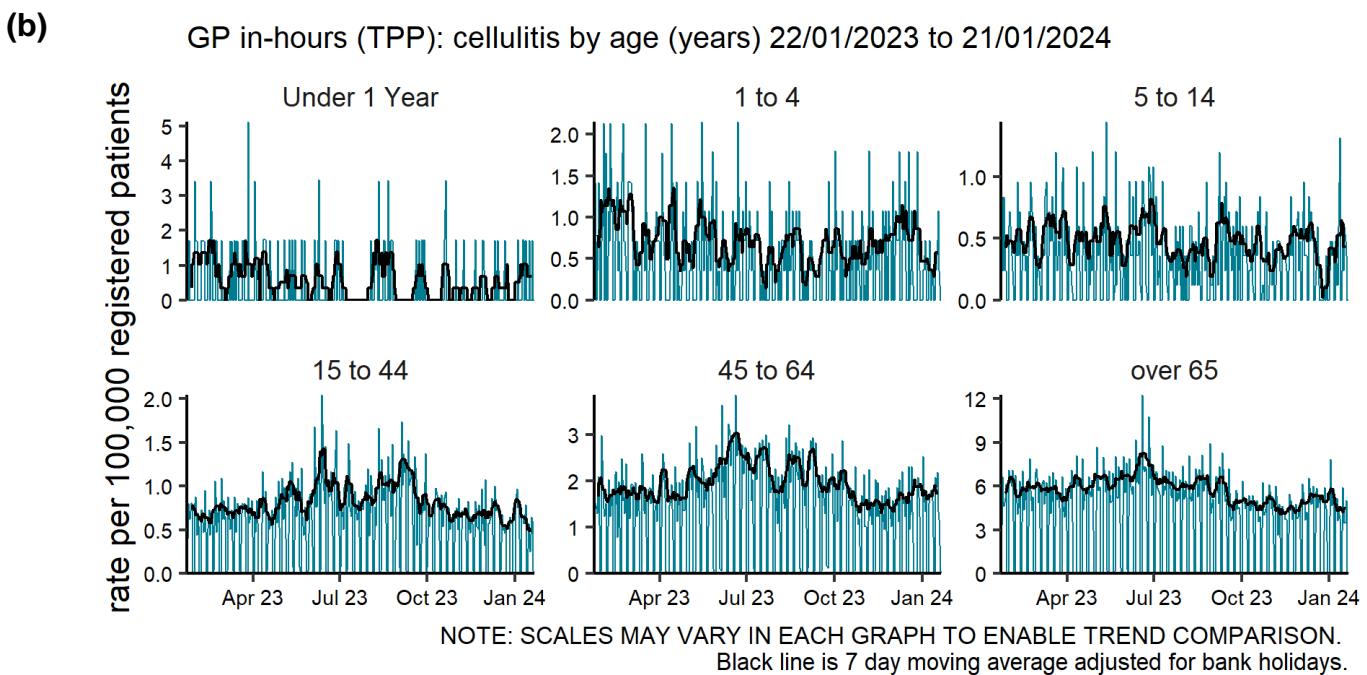 (b)
GP in-hours (TPP): cellulitis by age (years) 22/01/2023 to 21/01/2024
rate per 100,000 registered patients
Under 1 Year
5
4
3
2
1
0
1 to 4
2.0
1.5
1.0
0.5
0.0
5 to 14
1.0
0.5
0.0
15 to 44
2.0
1.5
1.0
0.5
0.0
Apr 23 Jul 23 Oct 23 Jan 24
45 to 64
3
2
1
0
Apr 23 Jul 23 Oct 23 Jan 24
over 65
12
9
6
3
0
Apr 23 Jul 23 Oct 23 Jan 24
NOTE: SCALES MAY VARY IN EACH GRAPH TO ENABLE TREND COMPARISON.
Black line is 7 day moving average adjusted for bank holidays.